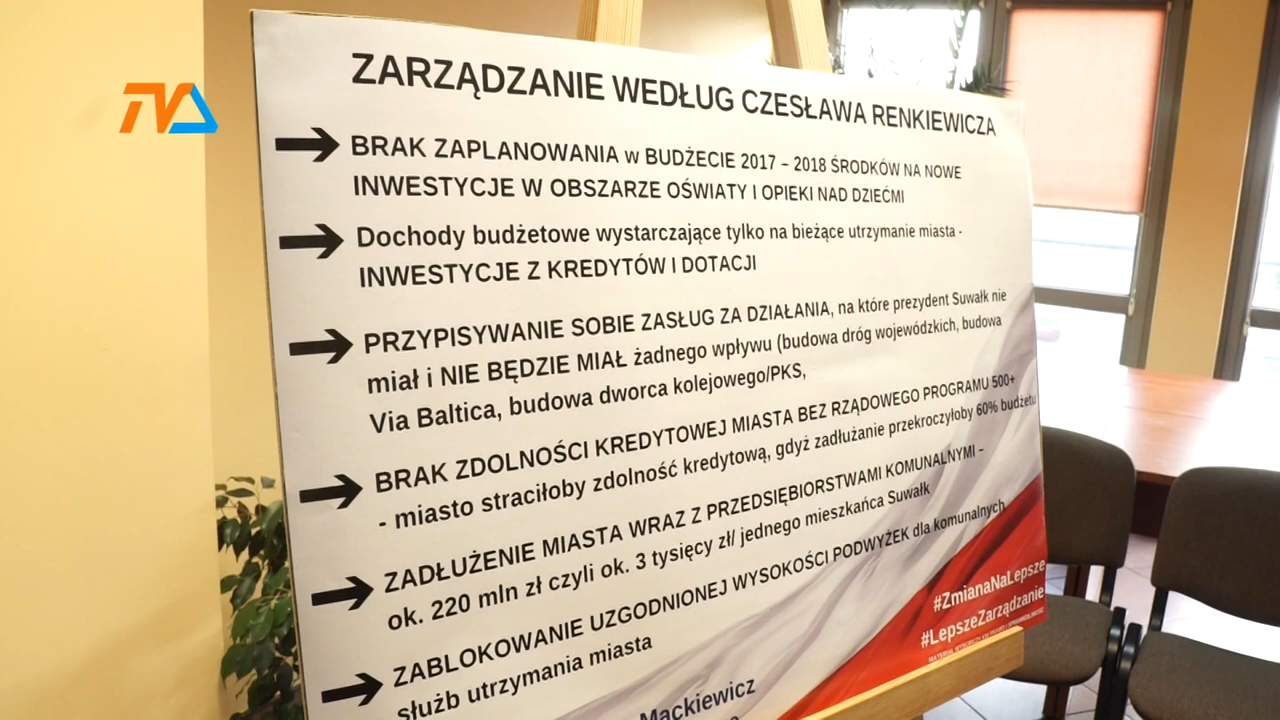 TVA
ZARZĄDZANIE WEDŁUG CZESŁAWA RENKIEWICZA
BRAK ZAPLANOWANIA w BUDŻECIE 2017 – 2018 ŚRODKÓW NA NOWE
INWESTYCJE W OBSZARZE OŚWIATY I OPIEKI NAD DZIEĆMI
Dochody budżetowe wystarczające tylko na bieżące utrzymanie miasta -
INWESTYCJE Z KREDYTÓW I DOTACJI
PRZYPISYWANIE SOBIE ZASŁUG ZA DZIAŁANIA, na które prezydent Suwałk nie
miał i NIE BĘDZIE MIAŁ żadnego wpływu (budowa dróg wojewódzkich, budowa
Via Baltica, budowa dworca kolejowego/PKS,
BRAK ZDOLNOŚCI KREDYTOWEJ MIASTA BEZ RZĄDOWEGO PROGRAMU 500+
- miasto straciłoby zdolność kredytową, gdyż zadłużanie przekroczyłoby 60% budżetu
ZADŁUŻENIE MIASTA WRAZ Z PRZEDSIĘBIORSTWAMI KOMUNALNYMI –
ok. 220 mln zł czyli ok. 3 tysięcy zł/ jednego mieszkańca Suwałk
ZABLOKOWANIE UZGODNIONEJ WYSOKOŚCI PODWYŻEK dla komunalnych
służb utrzymania miasta
#ZmianaNaLepsze
#LepszeZarządzanie
Mackiewicz